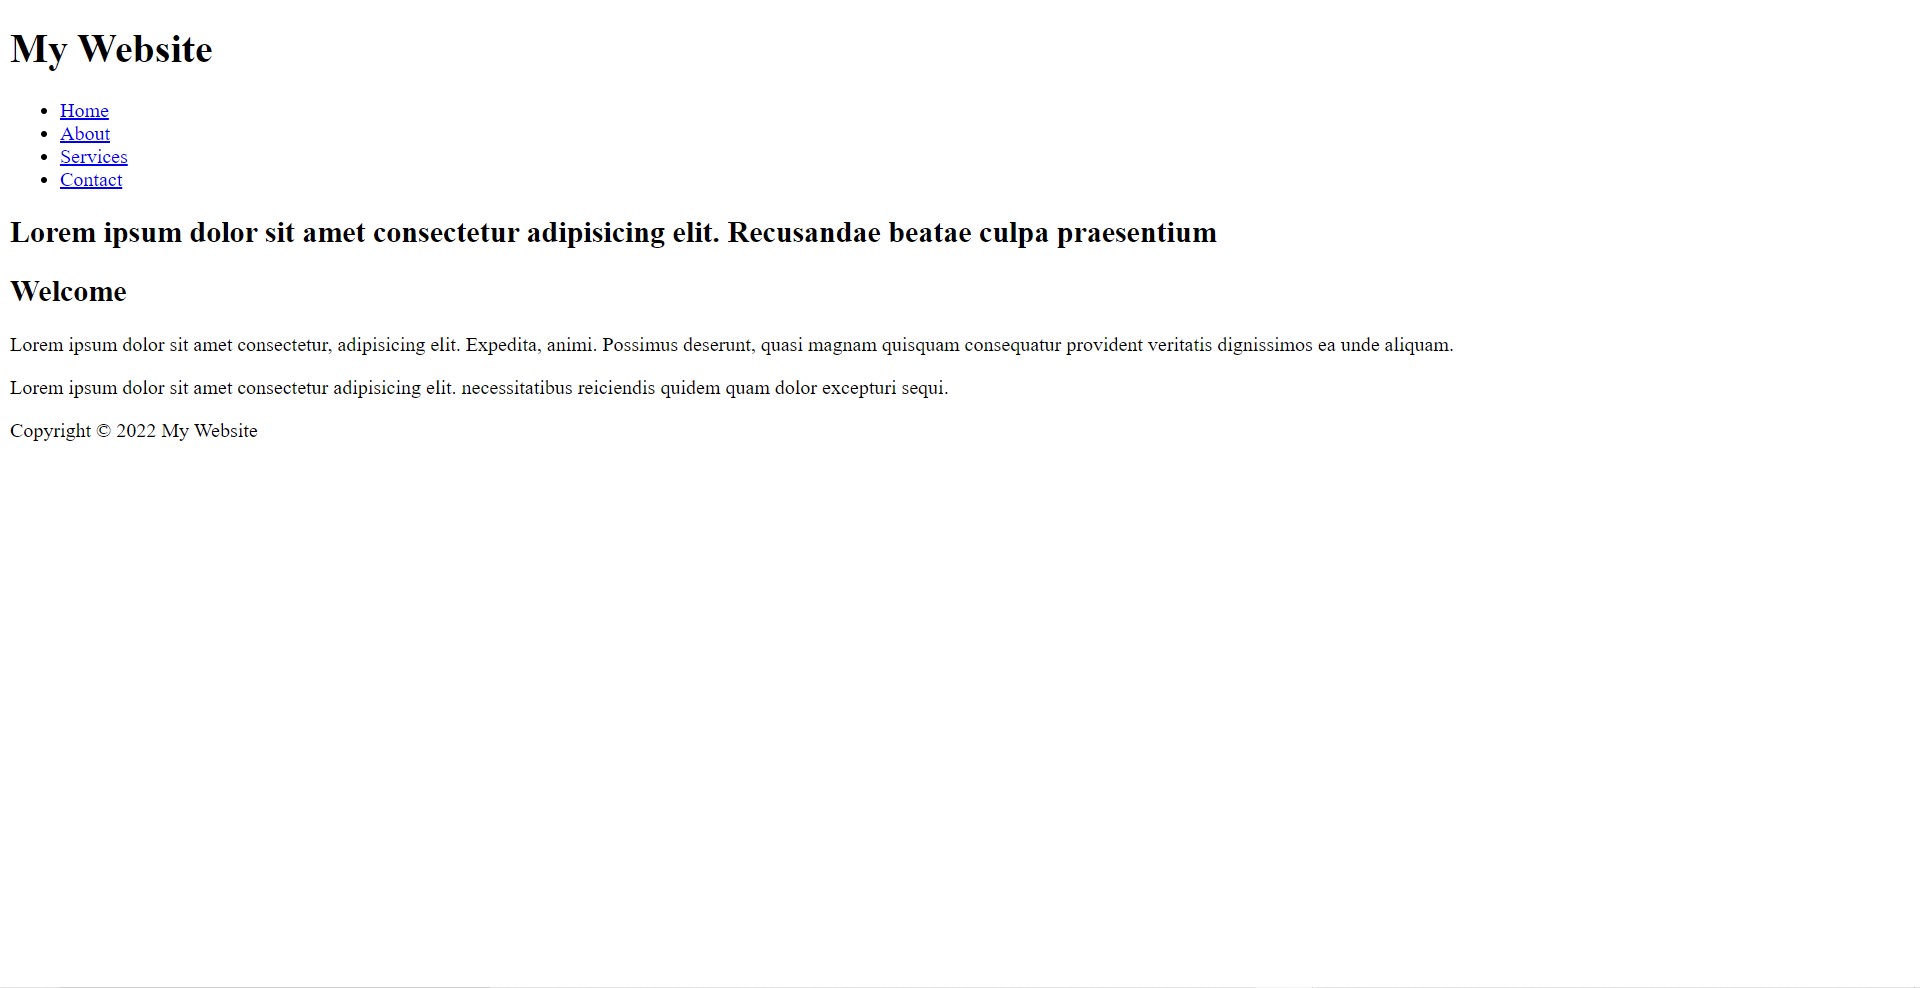 My Website
Home
About
Services
Contact
Lorem ipsum dolor sit amet consectetur adipisicing elit. Recusandae beatae culpa praesentium
Welcome
Lorem ipsum dolor sit amet consectetur, adipisicing elit. Expedita, animi. Possimus deserunt, quasi magnam quisquam consequatur provident veritatis dignissimos ea unde aliquam.
Lorem ipsum dolor sit amet consectetur adipisicing elit. necessitatibus reiciendis quidem quam dolor excepturi sequi.
Copyright © 2022 My Website